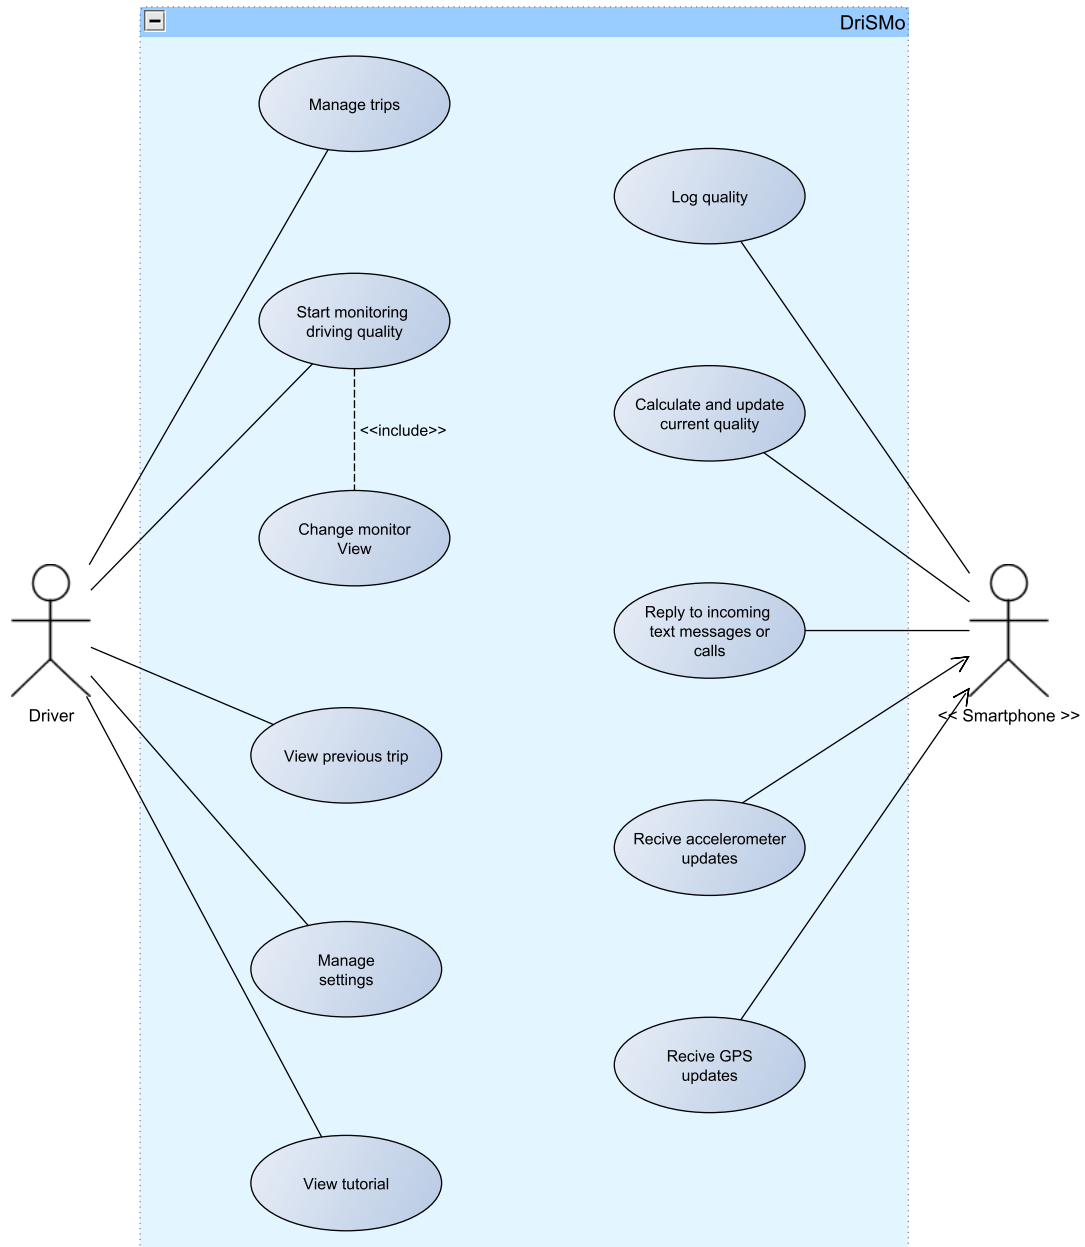 DriSMo
Manage trips
Log quality
Start monitoring
driving quality
Calculate and update
current quality
<<include>>
Change monitor
View
Reply to incoming
text messages or
calls
Driver
<< Smartphone >>
View previous trip
Recive accelerometer
updates
Manage
settings
Recive GPS
updates
View tutorial